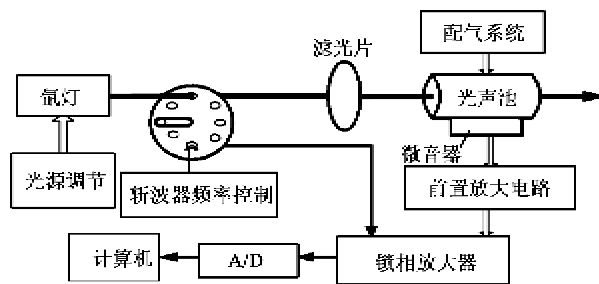 配气系统
滤光片
氙灯
光声池
微音器
光源调节
斩波器频率控制
前置放大电路
计算机
A/D
锁相放大器